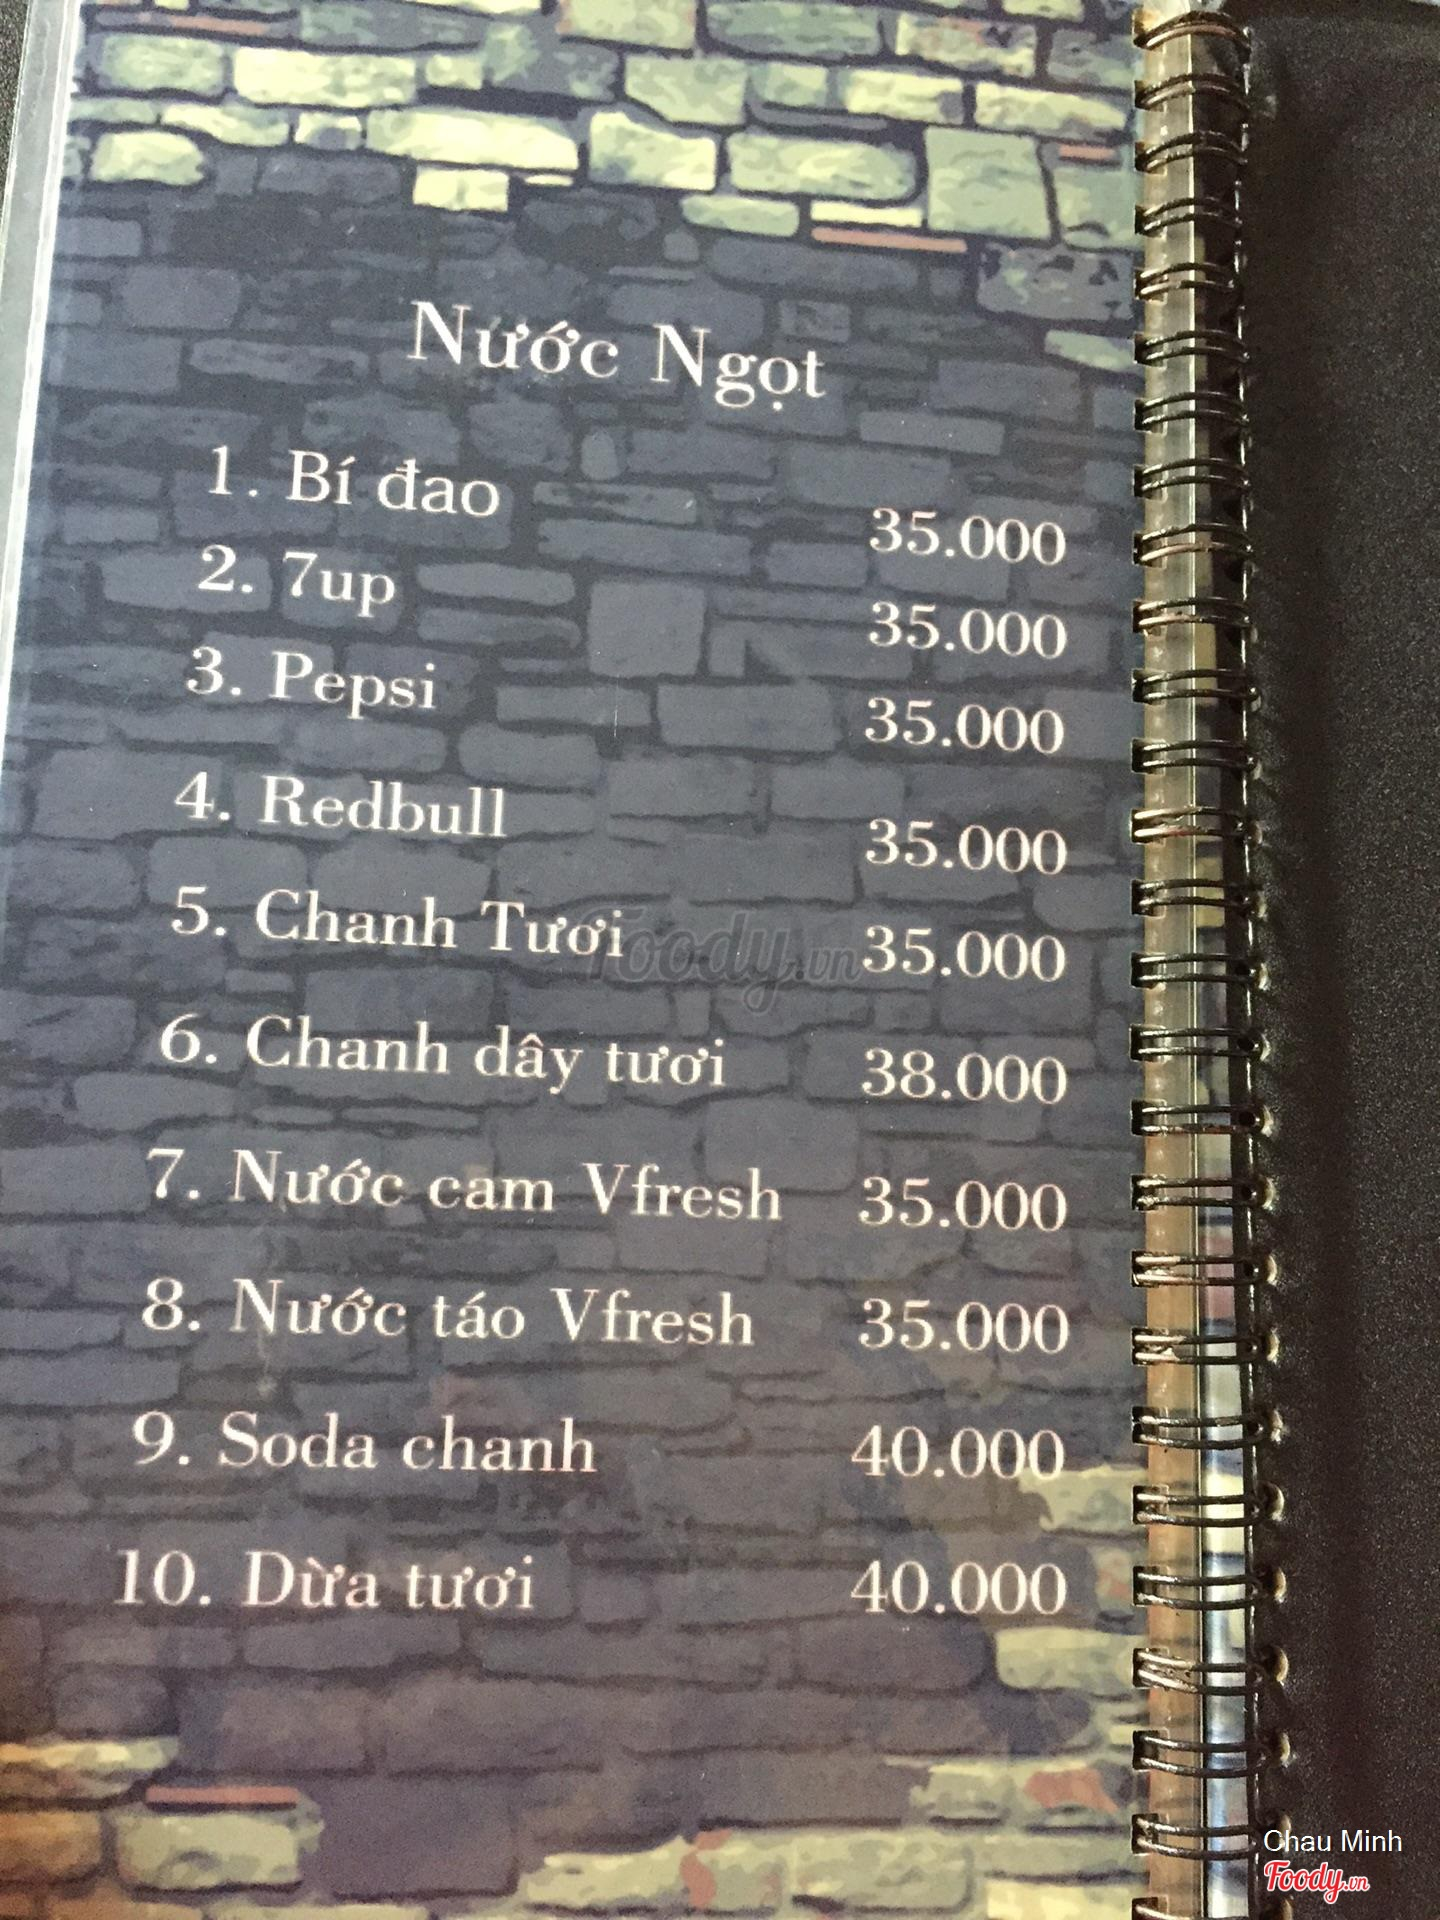 Nước Ngọt
1. Bí đao 35.000
2. 7up 35.000
3. Pepsi 35.000
4. Redbull 35.000
5. Chanh Tươi 35.000
Foody.vn
6. Chanh dây tươi 38.000
7. Nước cam Vfresh 35.000
8. Nước táo Vfresh 35.000
9. Soda chanh 40.000
10. Dừa tươi 40.000
Chau Minh
Foody.vn